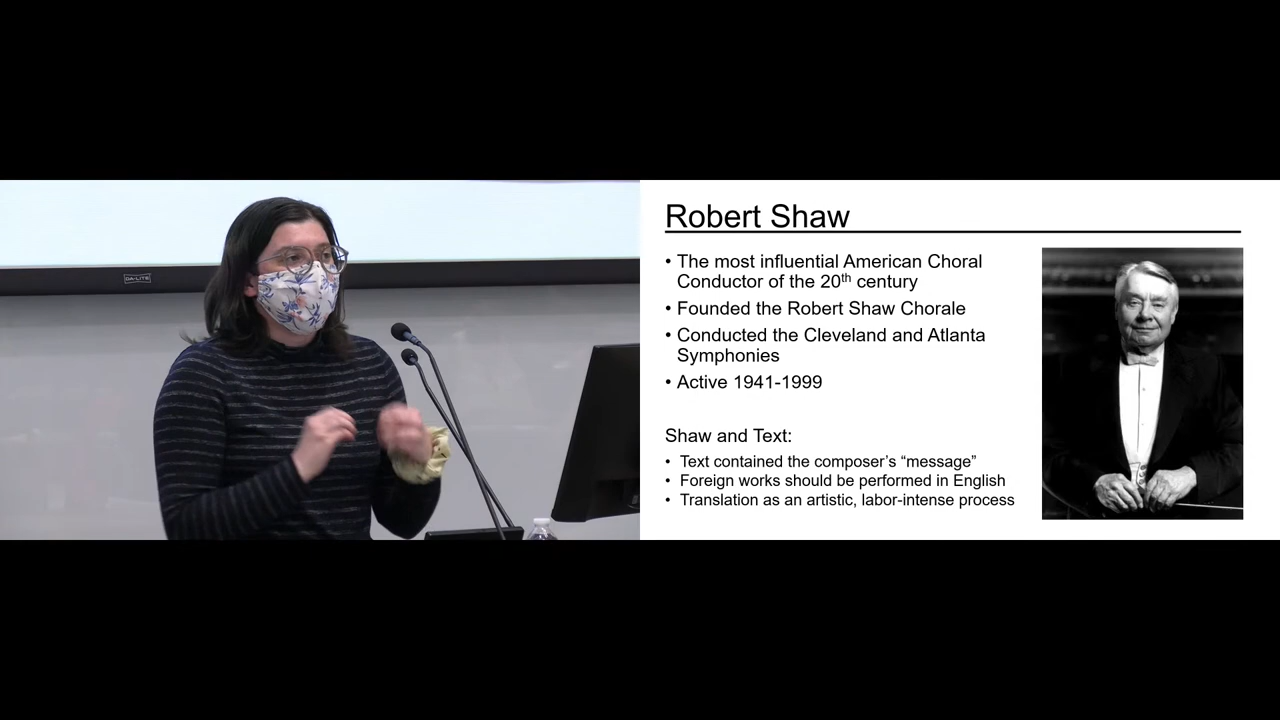 DA-LITE
Robert Shaw
• The most influential American Choral
Conductor of the 20th century
• Founded the Robert Shaw Chorale
• Conducted the Cleveland and Atlanta
Symphonies
• Active 1941-1999
Shaw and Text:
• Text contained the composer’s “message”
• Foreign works should be performed in English
• Translation as an artistic, labor-intense process